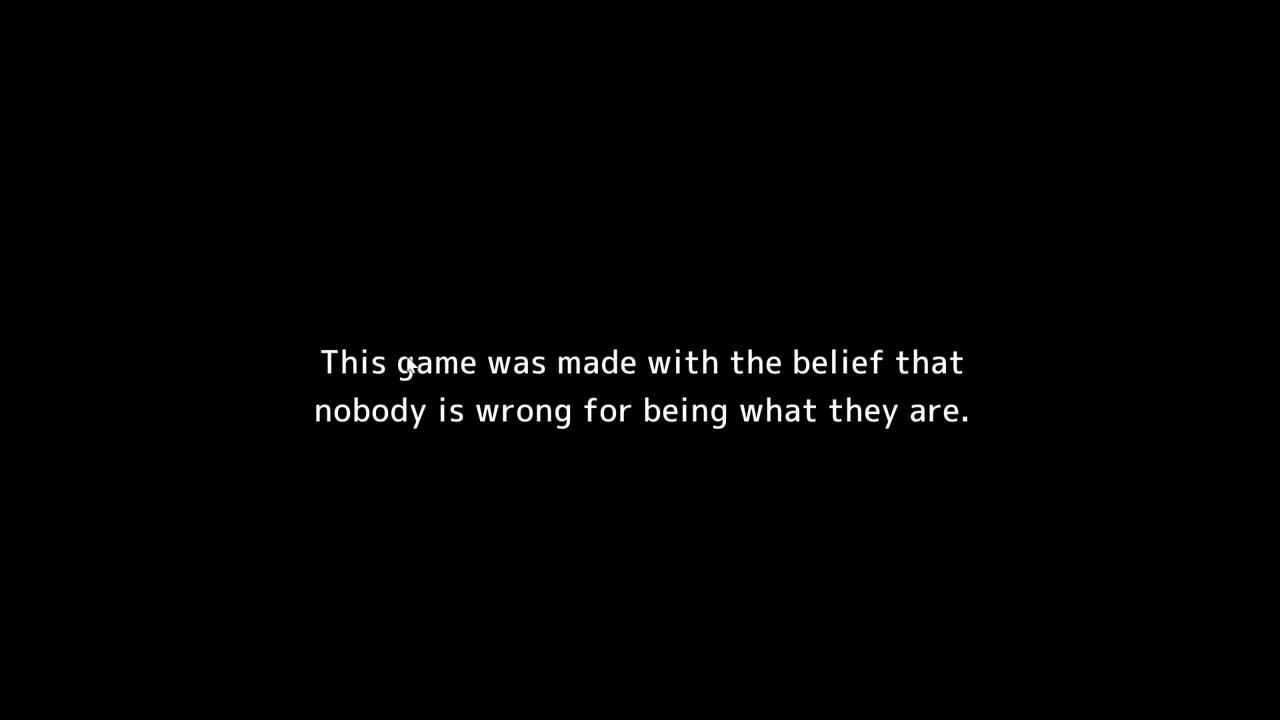 This game was made with the belief that
nobody is wrong for being what they are.